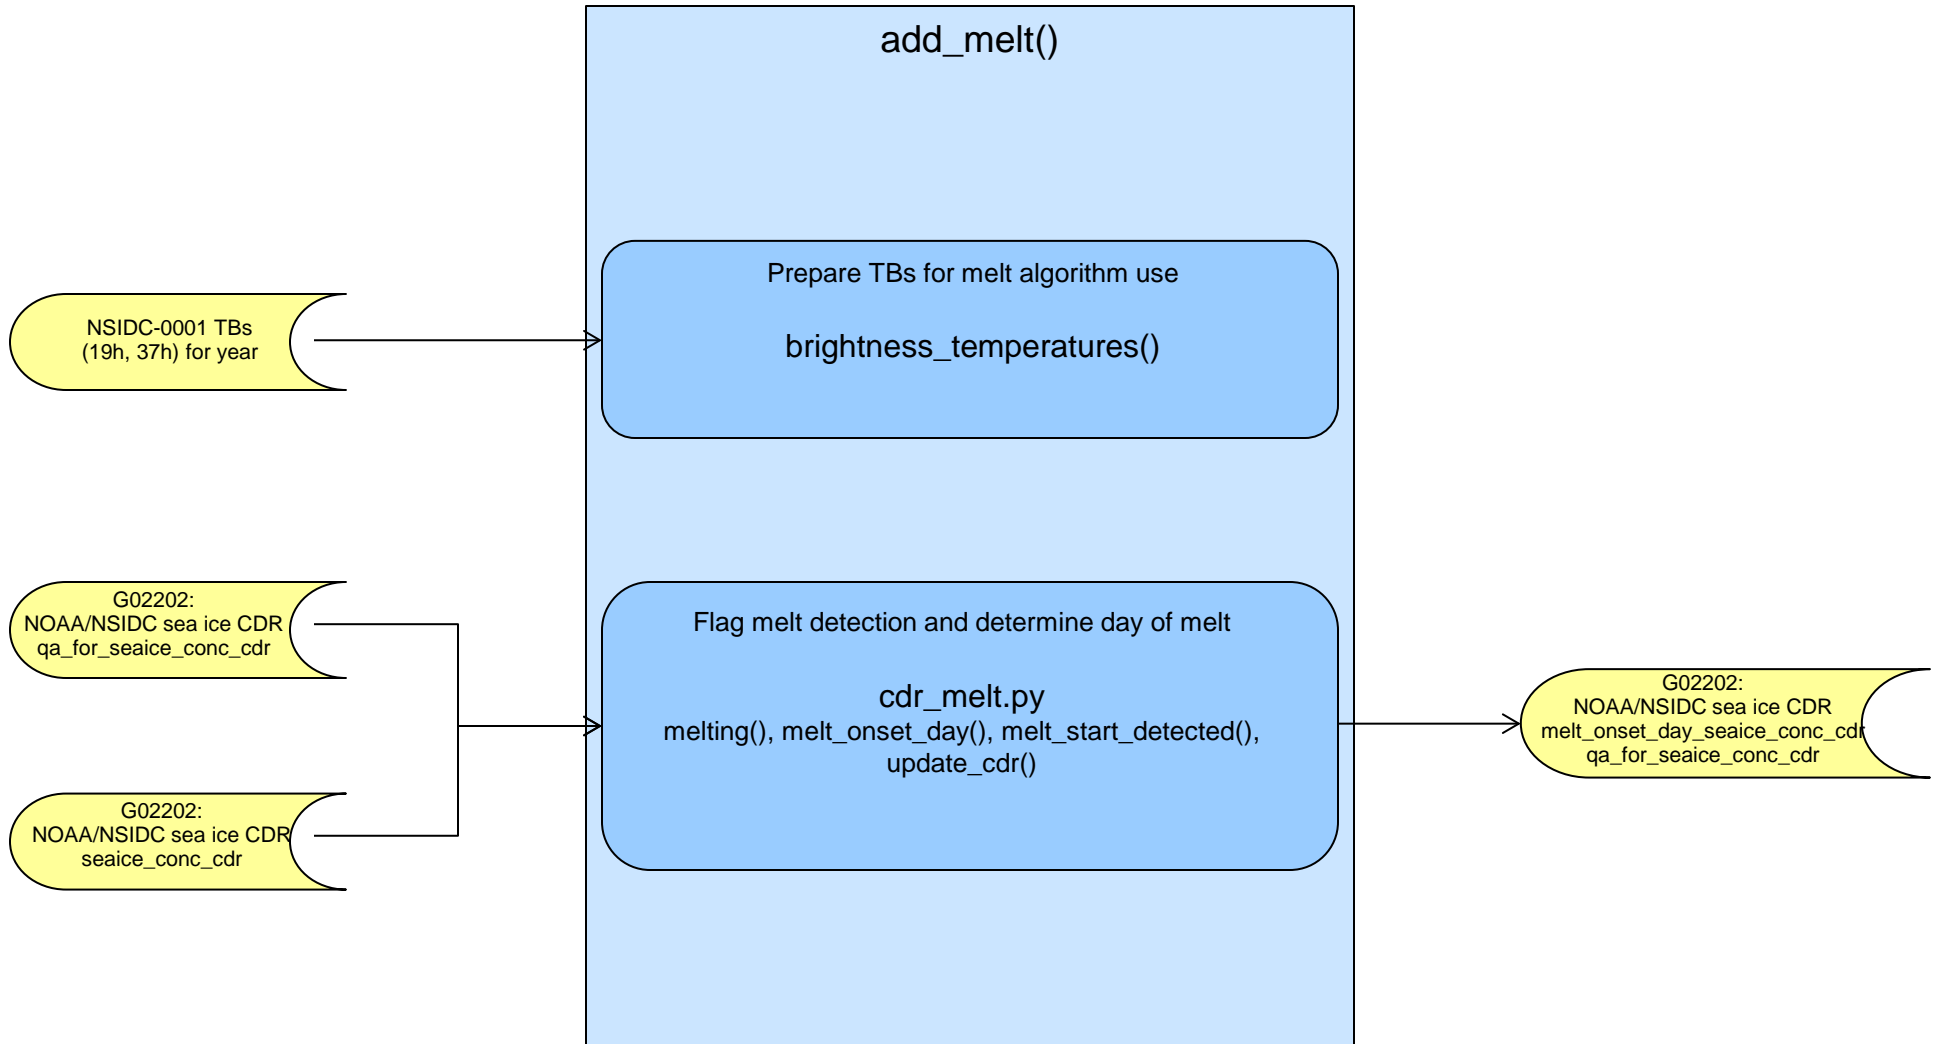 add_melt()
Prepare TBs for melt algorithm use
brightness_temperatures()
NSIDC-0001 TBs
(19h, 37h) for year
G02202:
NOAA/NSIDC sea ice CDR
qa_for_seaice_conc_cdr
Flag melt detection and determine day of melt
cdr_melt.py
melting(), melt_onset_day(), melt_start_detected(),
update_cdr()
G02202:
NOAA/NSIDC sea ice CDR
seaice_conc_cdr
G02202:
NOAA/NSIDC sea ice CDR
melt_onset_day_seaice_conc_cdr
qa_for_seaice_conc_cdr